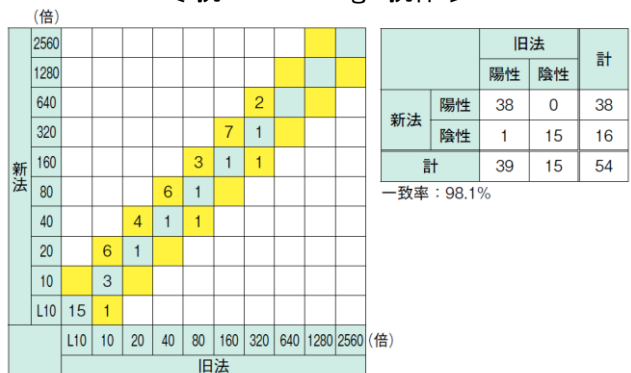 (倍)
2560
1280
640 2
320 7 1
新法 160 3 1 1
80 6 1
40 4 1 1
20 6 1
10 3
L10 15 1
L10 10 20 40 80 160 320 640 1280 2560 (倍)
旧法
旧法 計
陽性 陰性
新法 陽性 38 0 38
陰性 1 15 16
計 39 15 54
一致率：98.1%